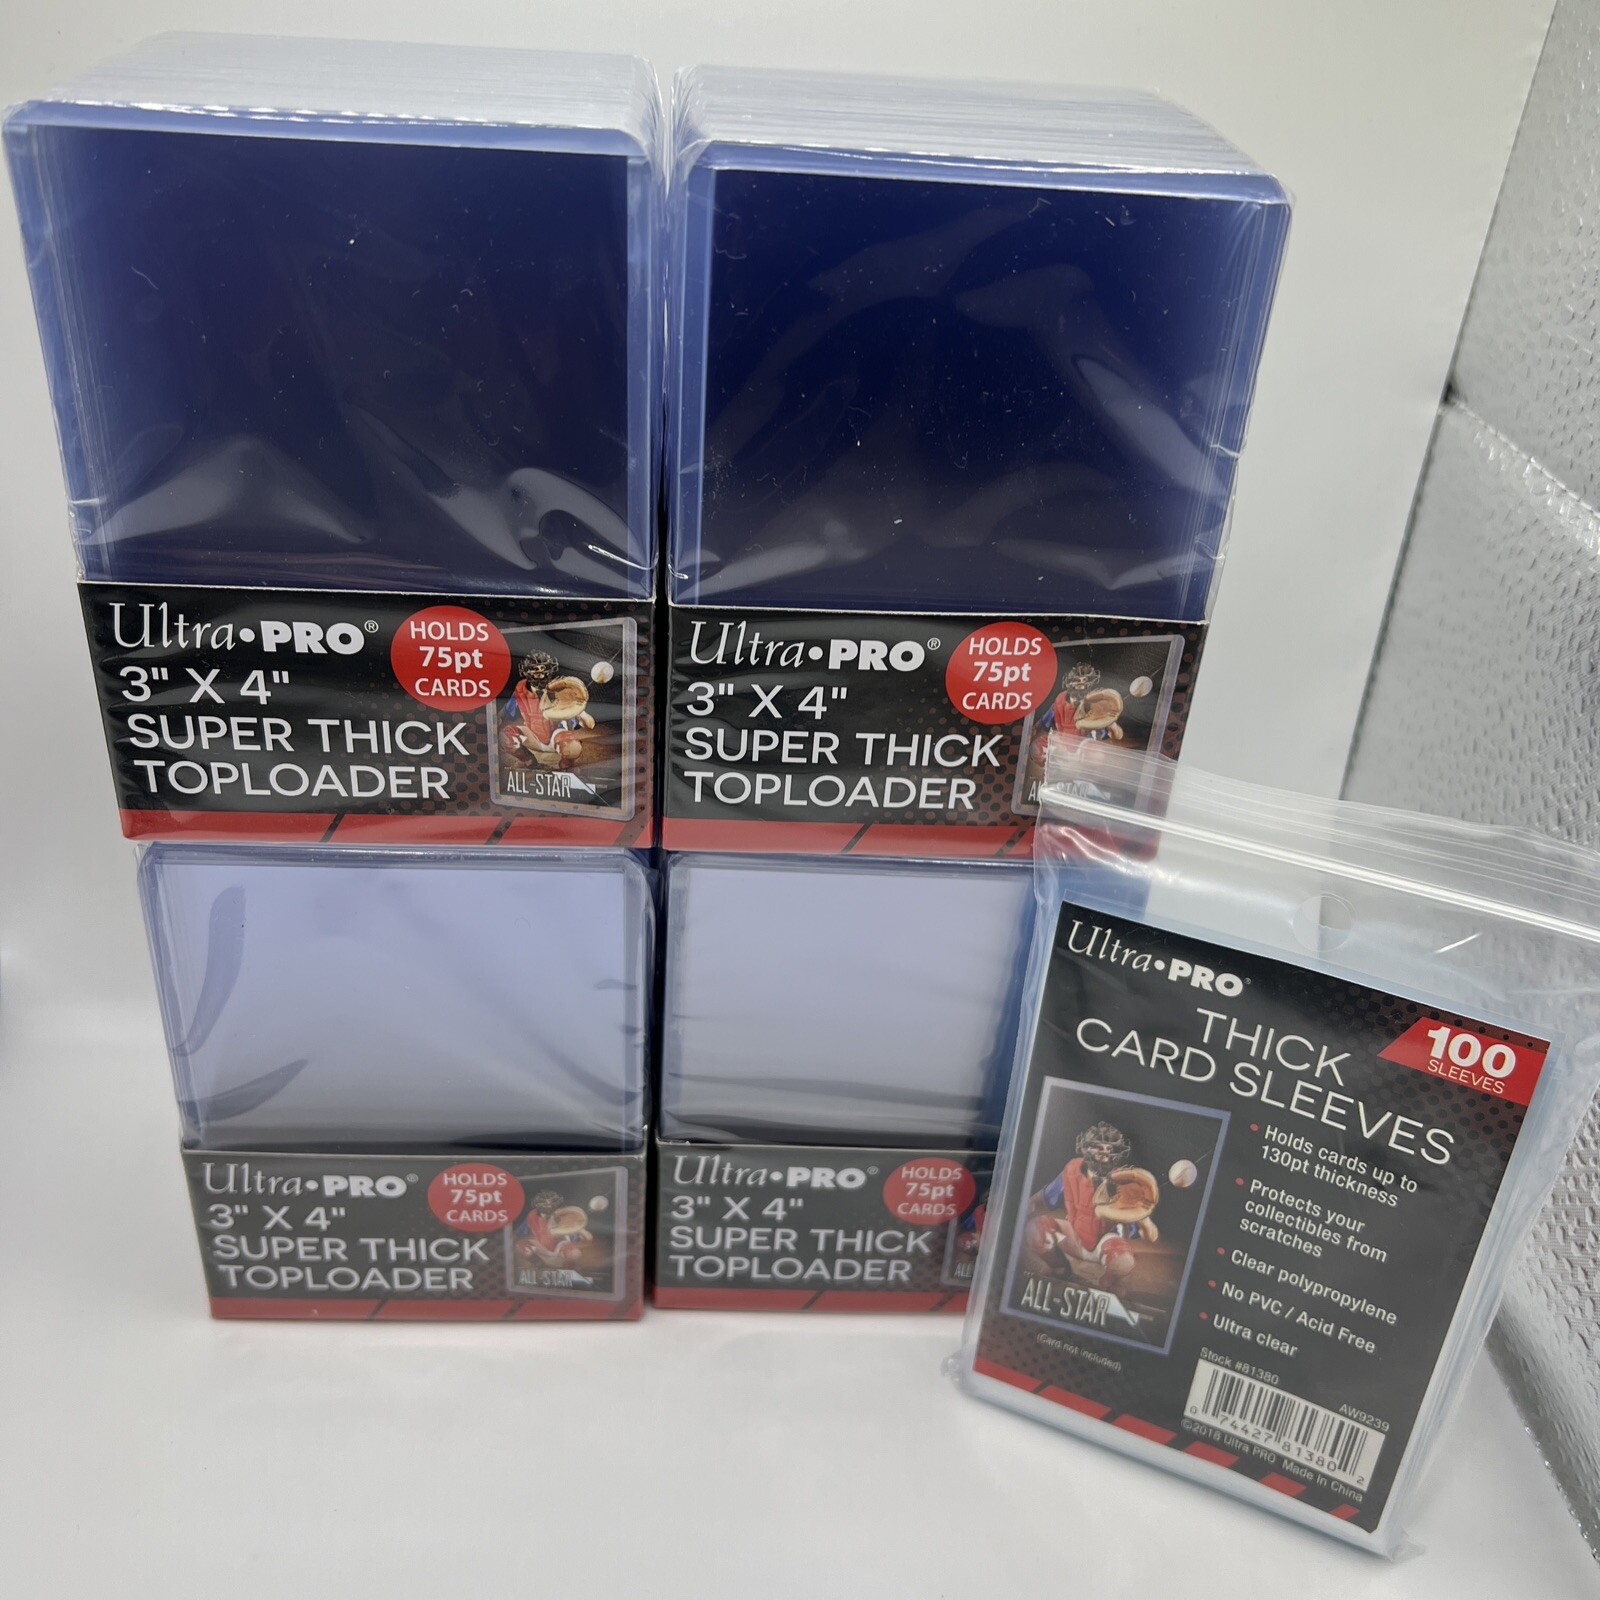 Ultra•PRO®
3" X 4"
SUPER THICK
TOPLOADER
HOLDS
75pt
CARDS
ALL-STAR
Ultra•PRO®
3" X 4"
SUPER THICK
TOPLOADER
HOLDS
75pt
CARDS
Ultra•PRO®
3" X 4"
SUPER THICK
TOPLOADER
HOLDS
75pt
CARDS
ALL-STAR
Ultra•PRO®
3" X 4"
SUPER THICK
TOPLOADER
HOLDS
75pt
CARDS
Ultra•PRO®
THICK
CARD SLEEVES
100
SLEEVES
• Holds cards up to
130pt thickness
• Protects your
collectibles from
scratches
• Clear polypropylene
• No PVC / Acid Free
• Ultra clear
ALL-STAR
(Card not included)
Stock #81380
AW9239
0 74427 81380 2
©2018 Ultra PRO Made In China